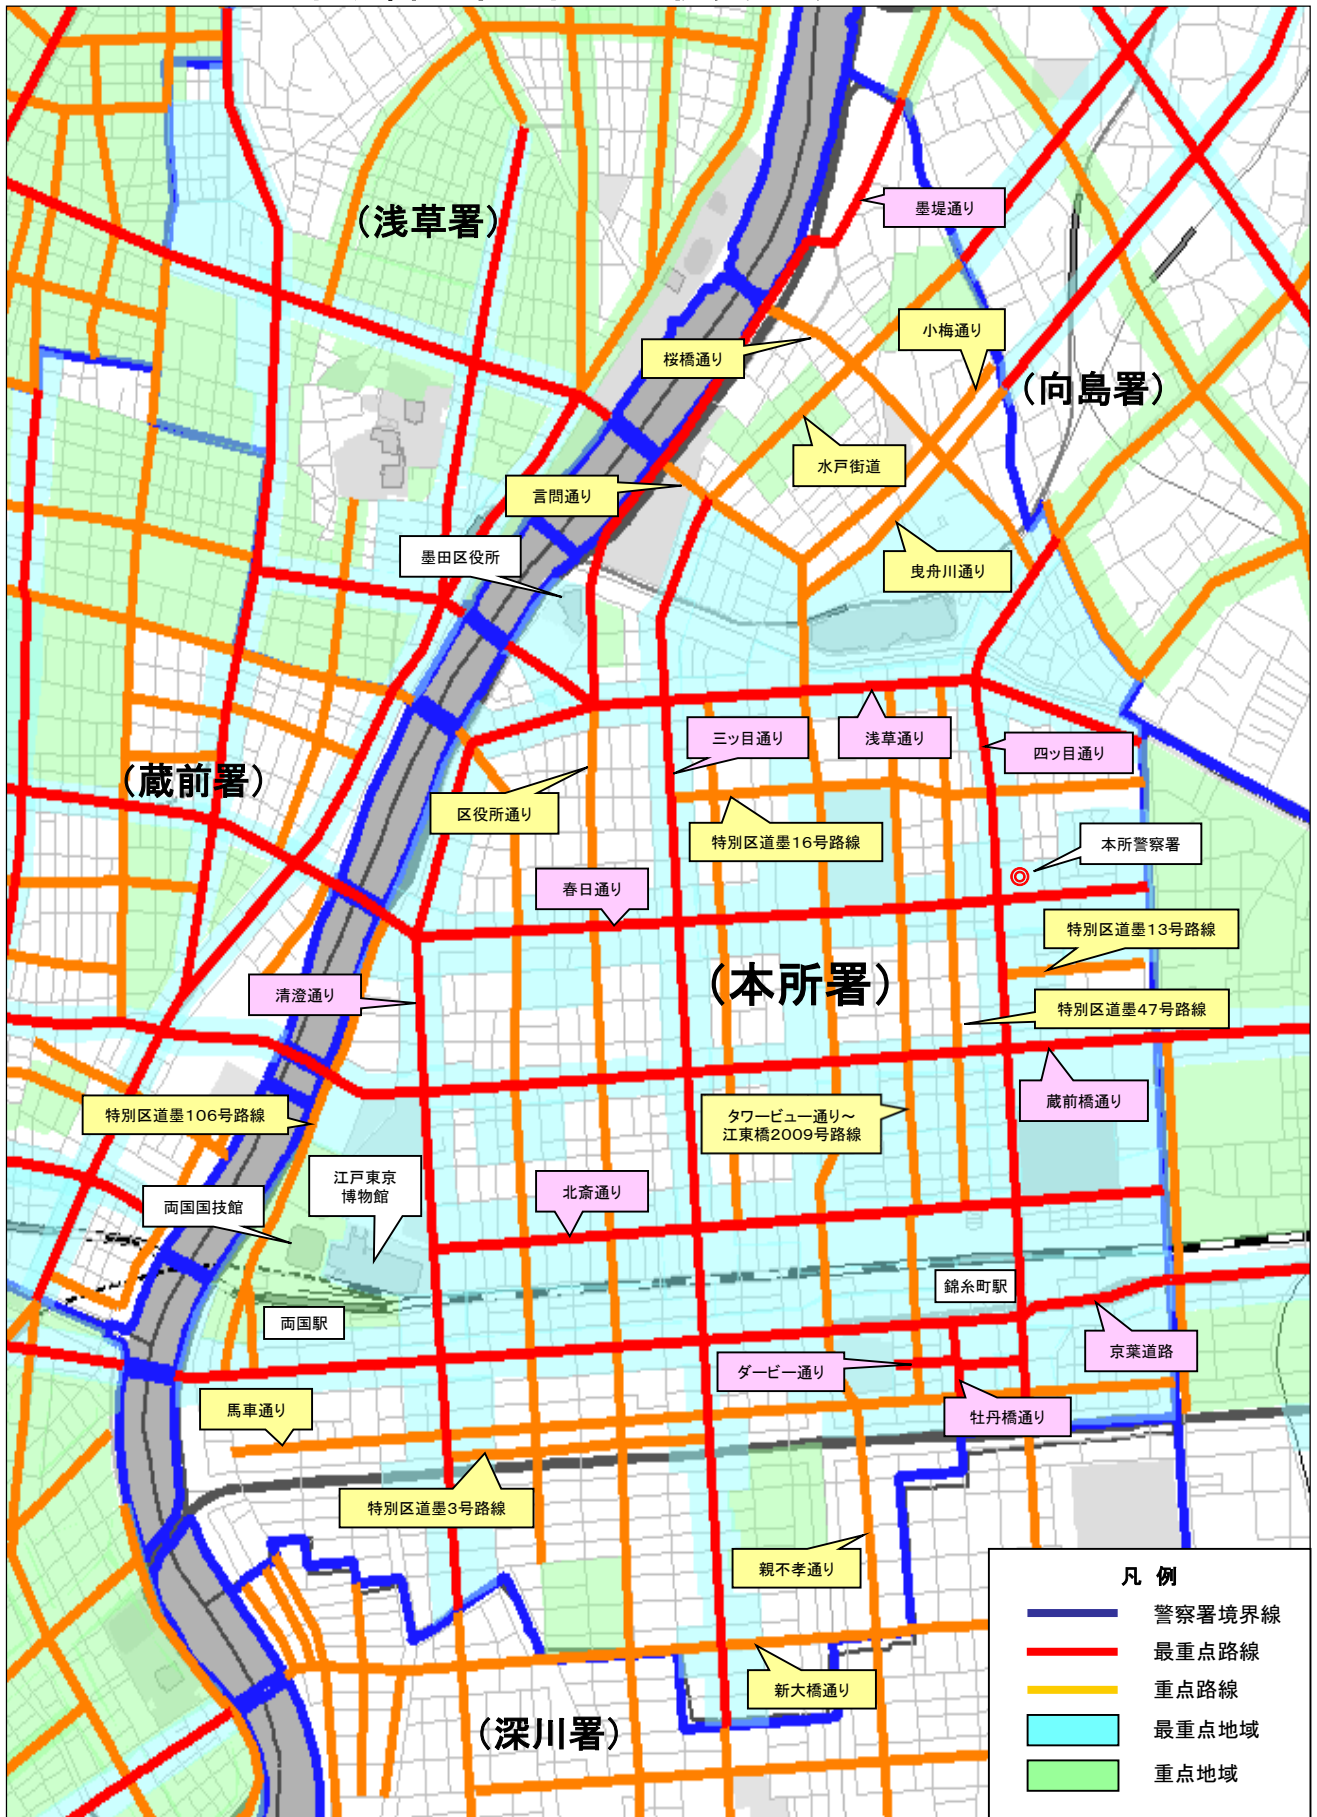 墨堤通り
(浅草署)
小梅通り
桜橋通り
(向島署)
水戸街道
言問通り
墨田区役所
曳舟川通り
三ッ目通り
浅草通り
四ッ目通り
(蔵前署)
区役所通り
特別区道墨16号路線
本所警察署
春日通り
特別区道墨13号路線
(本所署)
清澄通り
特別区道墨47号路線
蔵前橋通り
特別区道墨106号路線
タワービュー通り～
江東橋2009号路線
江戸東京
博物館
両国国技館
北斎通り
錦糸町駅
両国駅
京葉道路
ダービー通り
馬車通り
牡丹橋通り
特別区道墨3号路線
親不孝通り
新大橋通り
(深川署)
凡 例
警察署境界線
最重点路線
重点路線
最重点地域
重点地域